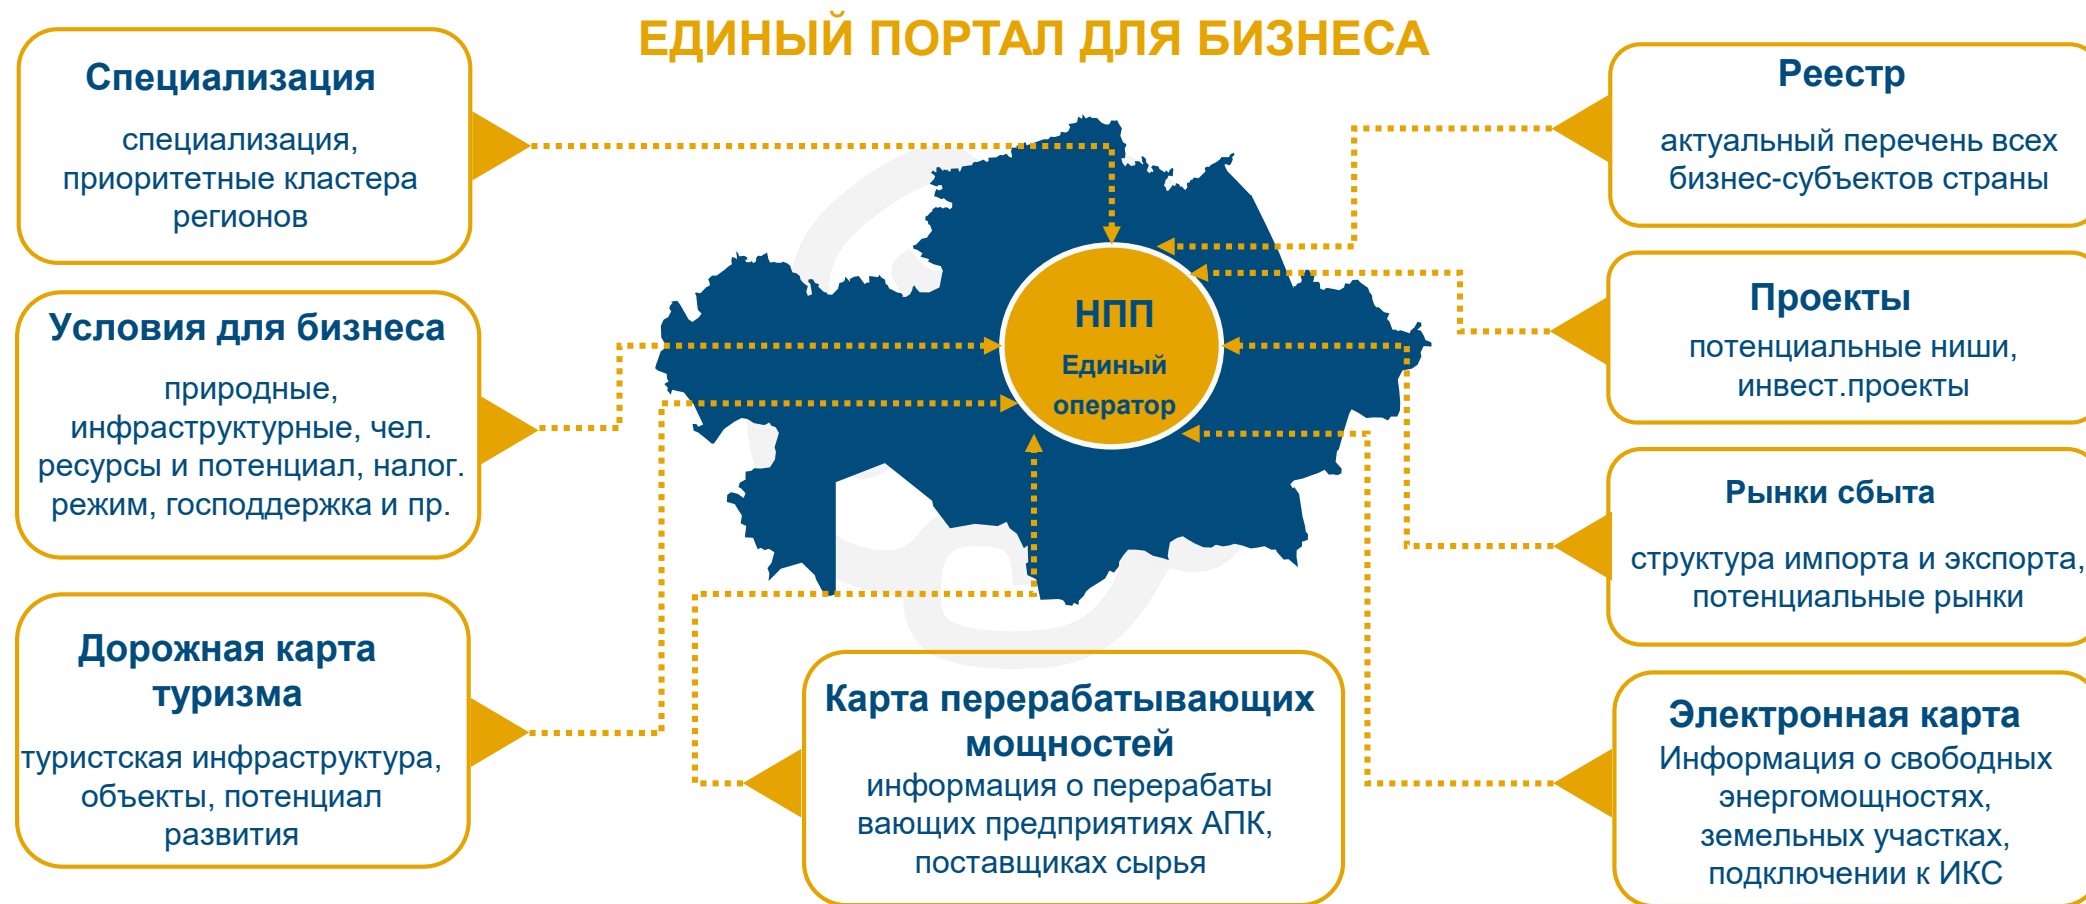 ЕДИНЫЙ ПОРТАЛ ДЛЯ БИЗНЕСА
Специализация
специализация,
приоритетные кластера
регионов
Условия для бизнеса
природные,
инфраструктурные, чел.
ресурсы и потенциал, налог.
режим, господдержка и пр.
Дорожная карта
туризма
туристская инфраструктура,
объекты, потенциал
развития
НПП
Единый
оператор
Карта перерабатывающих
мощностей
информация о перерабаты
вающих предприятиях АПК,
поставщиках сырья
Реестр
актуальный перечень всех
бизнес-субъектов страны
Проекты
потенциальные ниши,
инвест.проекты
Рынки сбыта
структура импорта и экспорта,
потенциальные рынки
Электронная карта
Информация о свободных
энергомощностях,
земельных участках,
подключении к ИКС